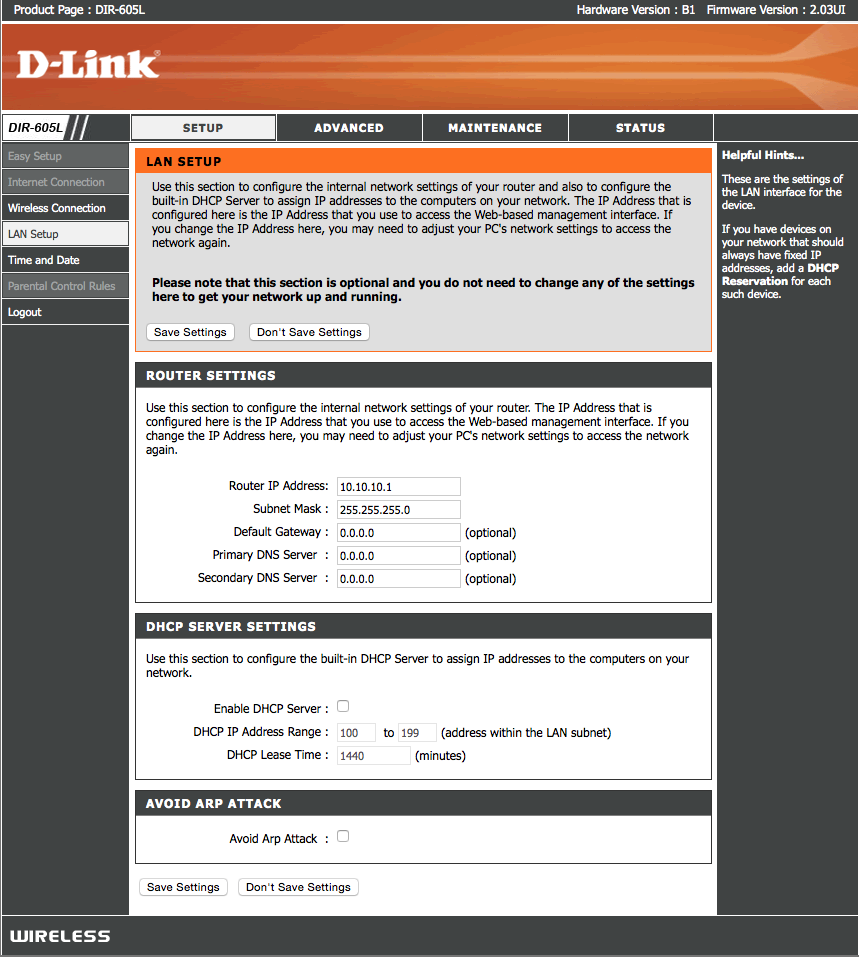 Product Page : DIR-605L
Hardware Version : B1 Firmware Version : 2.03UI
D-Link®
DIR-605L
SETUP
ADVANCED
MAINTENANCE
STATUS
Easy Setup
Internet Connection
Wireless Connection
LAN Setup
Time and Date
Parental Control Rules
Logout
LAN SETUP
Use this section to configure the internal network settings of your router and also to configure the
built-in DHCP Server to assign IP addresses to the computers on your network. The IP Address that is
configured here is the IP Address that you use to access the Web-based management interface. If
you change the IP Address here, you may need to adjust your PC's network settings to access the
network again.
Please note that this section is optional and you do not need to change any of the settings
here to get your network up and running.
Save Settings
Don't Save Settings
ROUTER SETTINGS
Use this section to configure the internal network settings of your router. The IP Address that is
configured here is the IP Address that you use to access the Web-based management interface. If you
change the IP Address here, you may need to adjust your PC's network settings to access the network
again.
Router IP Address: 10.10.10.1
Subnet Mask : 255.255.255.0
Default Gateway : 0.0.0.0 (optional)
Primary DNS Server : 0.0.0.0 (optional)
Secondary DNS Server : 0.0.0.0 (optional)
DHCP SERVER SETTINGS
Use this section to configure the built-in DHCP Server to assign IP addresses to the computers on your
network.
Enable DHCP Server :
DHCP IP Address Range : 100 to 199 (address within the LAN subnet)
DHCP Lease Time : 1440 (minutes)
AVOID ARP ATTACK
Avoid Arp Attack :
Save Settings
Don't Save Settings
Helpful Hints...
These are the settings of
the LAN interface for the
device.
If you have devices on
your network that should
always have fixed IP
addresses, add a DHCP
Reservation for each
such device.
WIRELESS